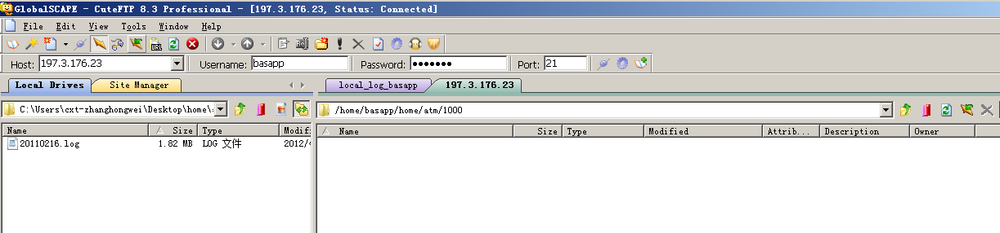 GlobalSCAPE - CuteFTP 8.3 Professional - [197.3.176.23, Status: Connected]
File Edit View Tools Window Help
URL
Host: 197.3.176.23 Username: basapp Password: ●●●●●●● Port: 21
Local Drives Site Manager local_log_basapp 197.3.176.23
C:\Users\cxt-zhanghongwei\Desktop\home\ /home/basapp/home/atm/1000
Name Size Type Modifi Name Size Type Modified Attrib... Description Owner
20110216.log 1.82 MB LOG 文件 2012/